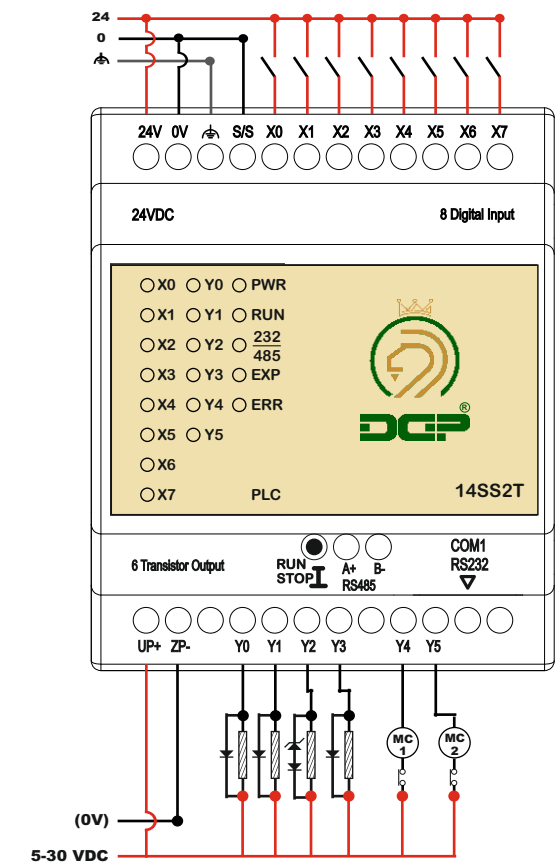 24
0
24V 0V S/S X0 X1 X2 X3 X4 X5 X6 X7
24VDC 8 Digital Input
X0 Y0 PWR
X1 Y1 RUN
X2 Y2 232
485
X3 Y3 EXP
X4 Y4 ERR
X5 Y5
X6
X7 PLC
DCP ®
14SS2T
6 Transistor Output
RUN
STOP
A+ B-
RS485
COM1
RS232
UP+ ZP- Y0 Y1 Y2 Y3 Y4 Y5
MC
1
MC
2
(0V)
5-30 VDC